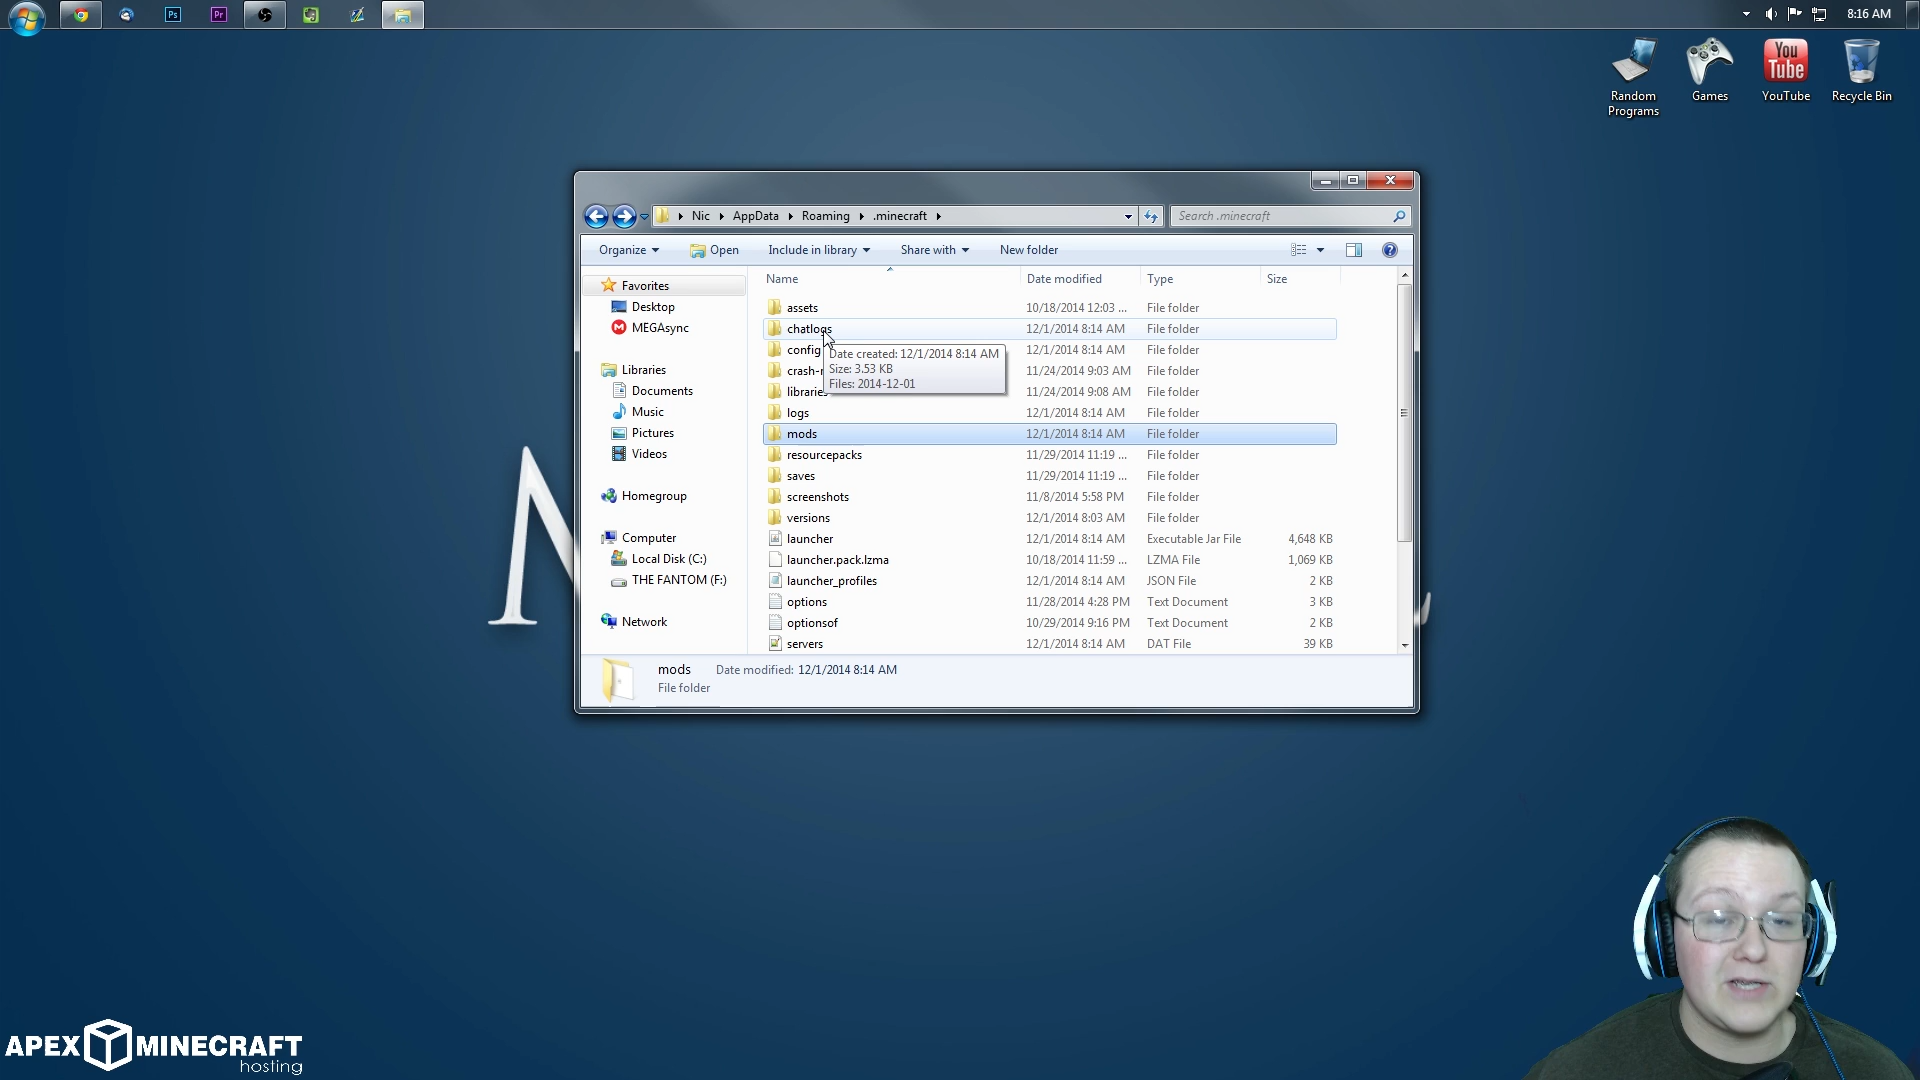 Ps
Pr
8:16 AM
You
Tube
Random
Programs
Games
YouTube
Recycle Bin
Nic
AppData
Roaming
.minecraft
Search .minecraft
Organize
Open
Include in library
Share with
New folder
Name
Date modified
Type
Size
Favorites
Desktop
MEGAsync
Libraries
Documents
Music
Pictures
Videos
Homegroup
Computer
Local Disk (C:)
THE FANTOM (F:)
Network
assets 10/18/2014 12:03 ... File folder
chatlogs 12/1/2014 8:14 AM File folder
config 12/1/2014 8:14 AM File folder
Date created: 12/1/2014 8:14 AM
Size: 3.53 KB
Files: 2014-12-01
crash-r 11/24/2014 9:03 AM File folder
libraries 11/24/2014 9:08 AM File folder
logs 12/1/2014 8:14 AM File folder
mods 12/1/2014 8:14 AM File folder
resourcepacks 11/29/2014 11:19 ... File folder
saves 11/29/2014 11:19 ... File folder
screenshots 11/8/2014 5:58 PM File folder
versions 12/1/2014 8:03 AM File folder
launcher 12/1/2014 8:14 AM Executable Jar File 4,648 KB
launcher.pack.lzma 10/18/2014 11:59 ... LZMA File 1,069 KB
launcher_profiles 12/1/2014 8:14 AM JSON File 2 KB
options 11/28/2014 4:28 PM Text Document 3 KB
optionsof 10/29/2014 9:16 PM Text Document 2 KB
servers 12/1/2014 8:14 AM DAT File 39 KB
mods Date modified: 12/1/2014 8:14 AM
File folder
APEX MINECRAFT
hosting